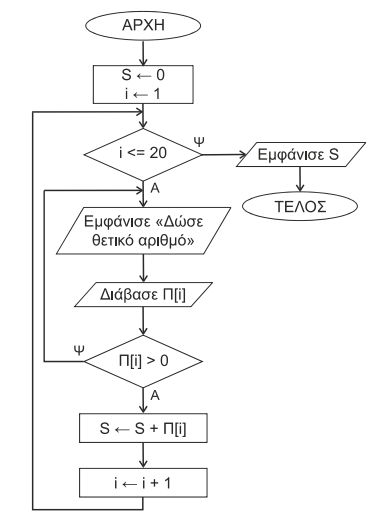 ΑΡΧΗ
S ← 0
i ← 1
i <= 20
Ψ
Εμφάνισε S
Α
ΤΕΛΟΣ
Εμφάνισε «Δώσε
θετικό αριθμό»
Διάβασε Π[i]
Ψ
Π[i] > 0
Α
S ← S + Π[i]
i ← i + 1